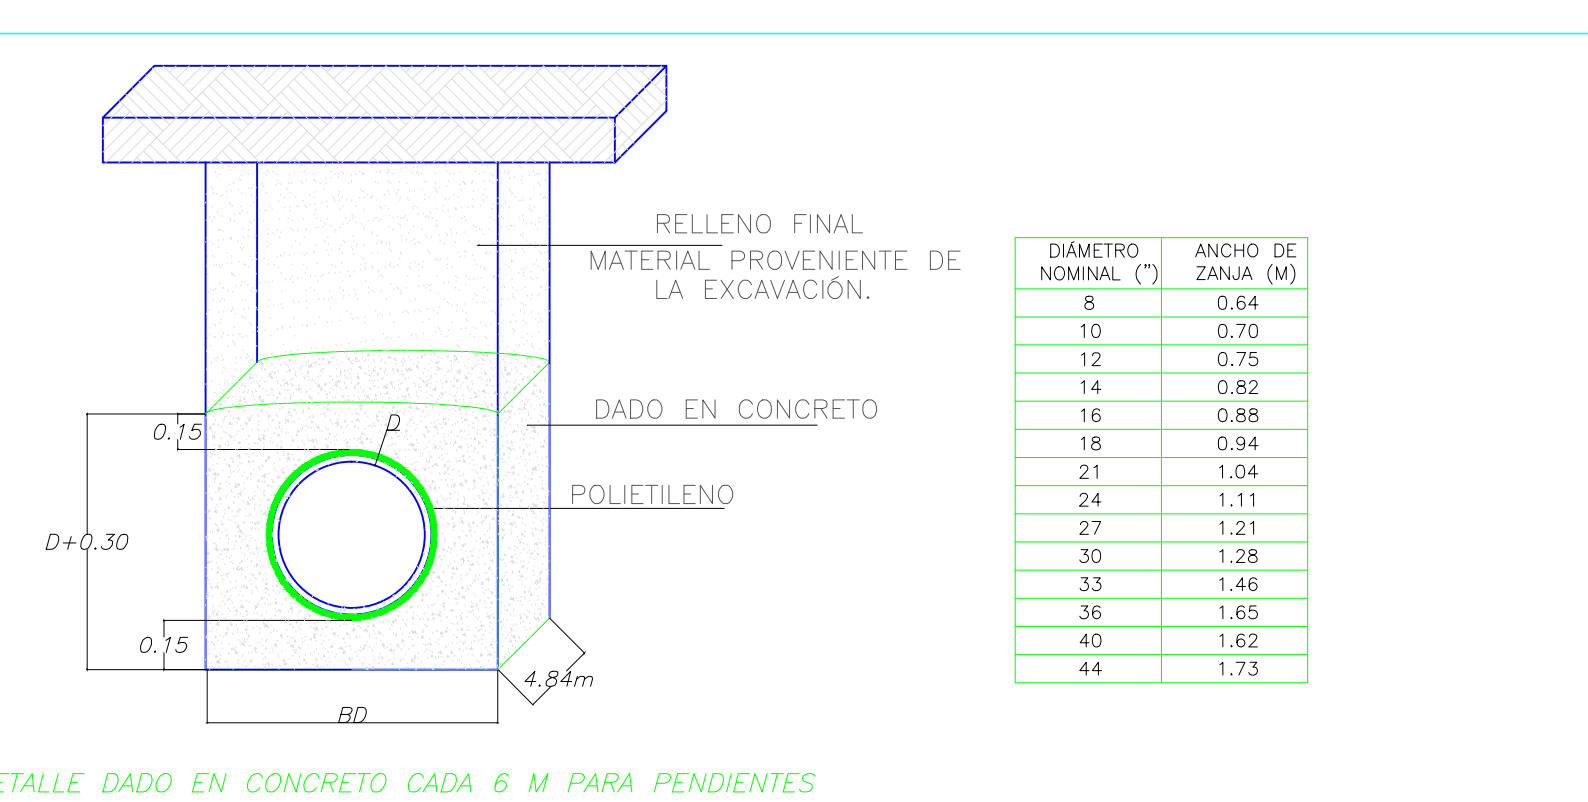 RELLENO FINAL
MATERIAL PROVENIENTE DE
LA EXCAVACIÓN.
DADO EN CONCRETO
D
0.15
POLIETILENO
D+0.30
0.15
4.84m
BD
DIÁMETRO NOMINAL (") ANCHO DE ZANJA (M)
8 0.64
10 0.70
12 0.75
14 0.82
16 0.88
18 0.94
21 1.04
24 1.11
27 1.21
30 1.28
33 1.46
36 1.65
40 1.62
44 1.73
ETALLE DADO EN CONCRETO CADA 6 M PARA PENDIENTES